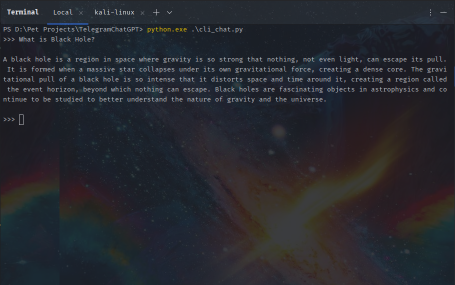 Terminal Local × kali-linux × + ∨ ⋮ —
PS D:\Pet Projects\TelegramChatGPT> python.exe .\cli_chat.py
>>> What is Black Hole?
A black hole is a region in space where gravity is so strong that nothing, not even light, can escape its pull.
It is formed when a massive star collapses under its own gravitational force, creating a dense core. The gravi
tational pull of a black hole is so intense that it distorts space and time around it, creating a region called
the event horizon, beyond which nothing can escape. Black holes are fascinating objects in astrophysics and co
ntinue to be studied to better understand the nature of gravity and the universe.
>>>